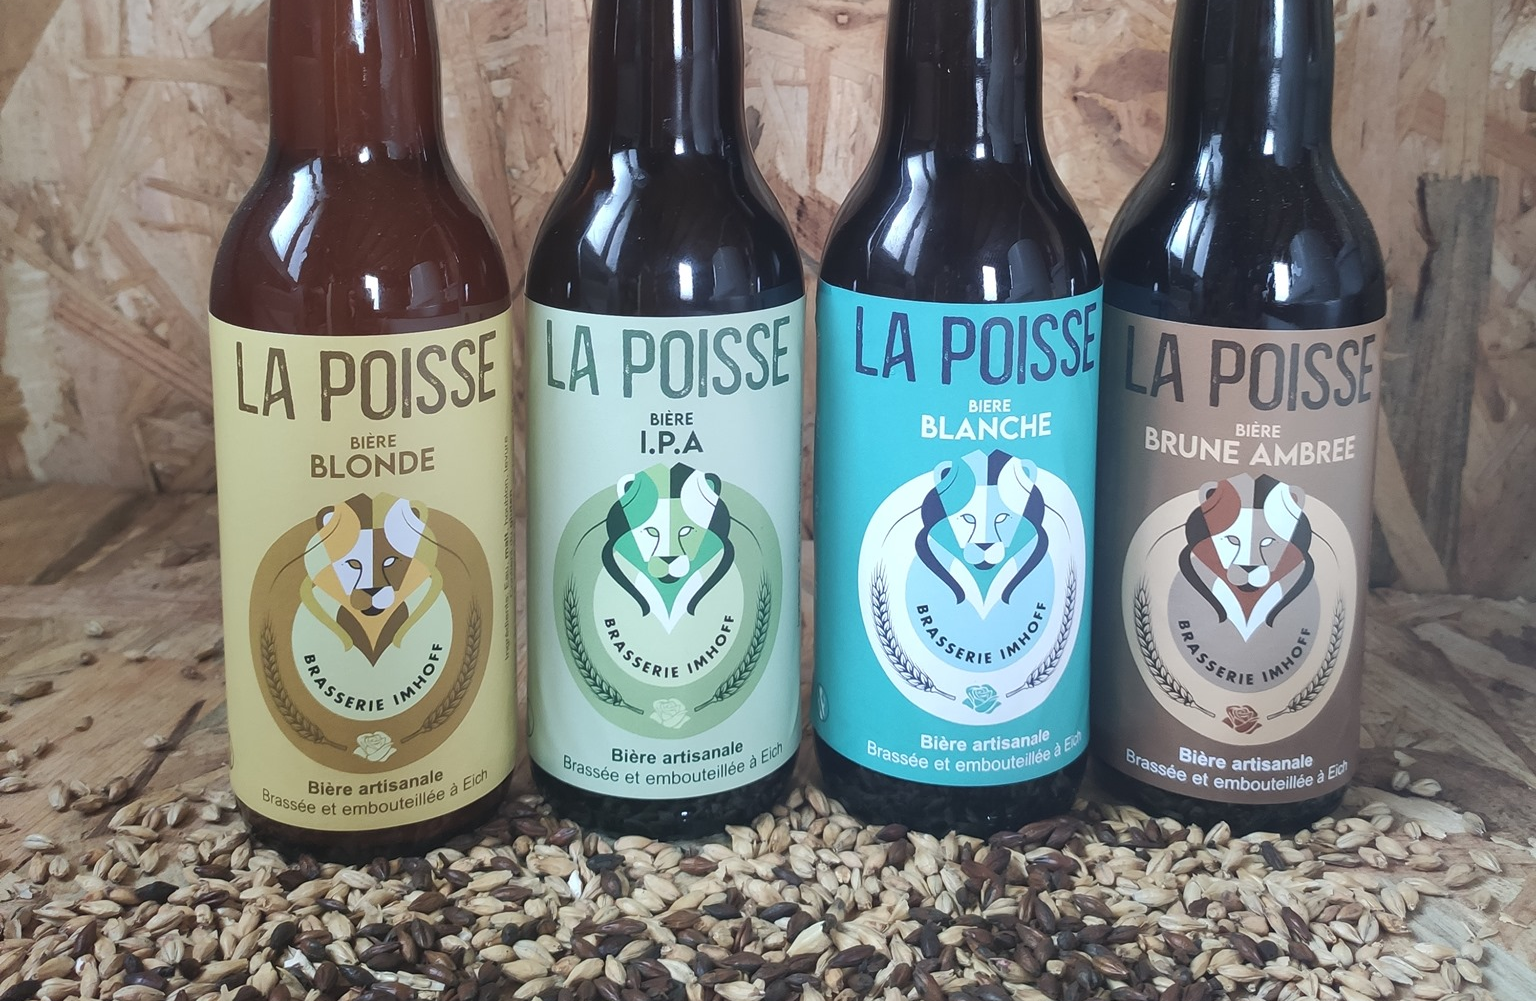 LA POISSE
BIÈRE
BLONDE
BRASSERIE IMHOFF
Bière artisanale
Brassée et embouteillée à Eich
LA POISSE
BIÈRE
I.P.A
BRASSERIE IMHOFF
Bière artisanale
Brassée et embouteillée à Eich
LA POISSE
BIERE
BLANCHE
BRASSERIE IMHOFF
Bière artisanale
Brassée et embouteillée à Eich
LA POISSE
BIÈRE
BRUNE AMBREE
BRASSERIE IMHOFF
Bière artisanale
Brassée et embouteillée à Eich